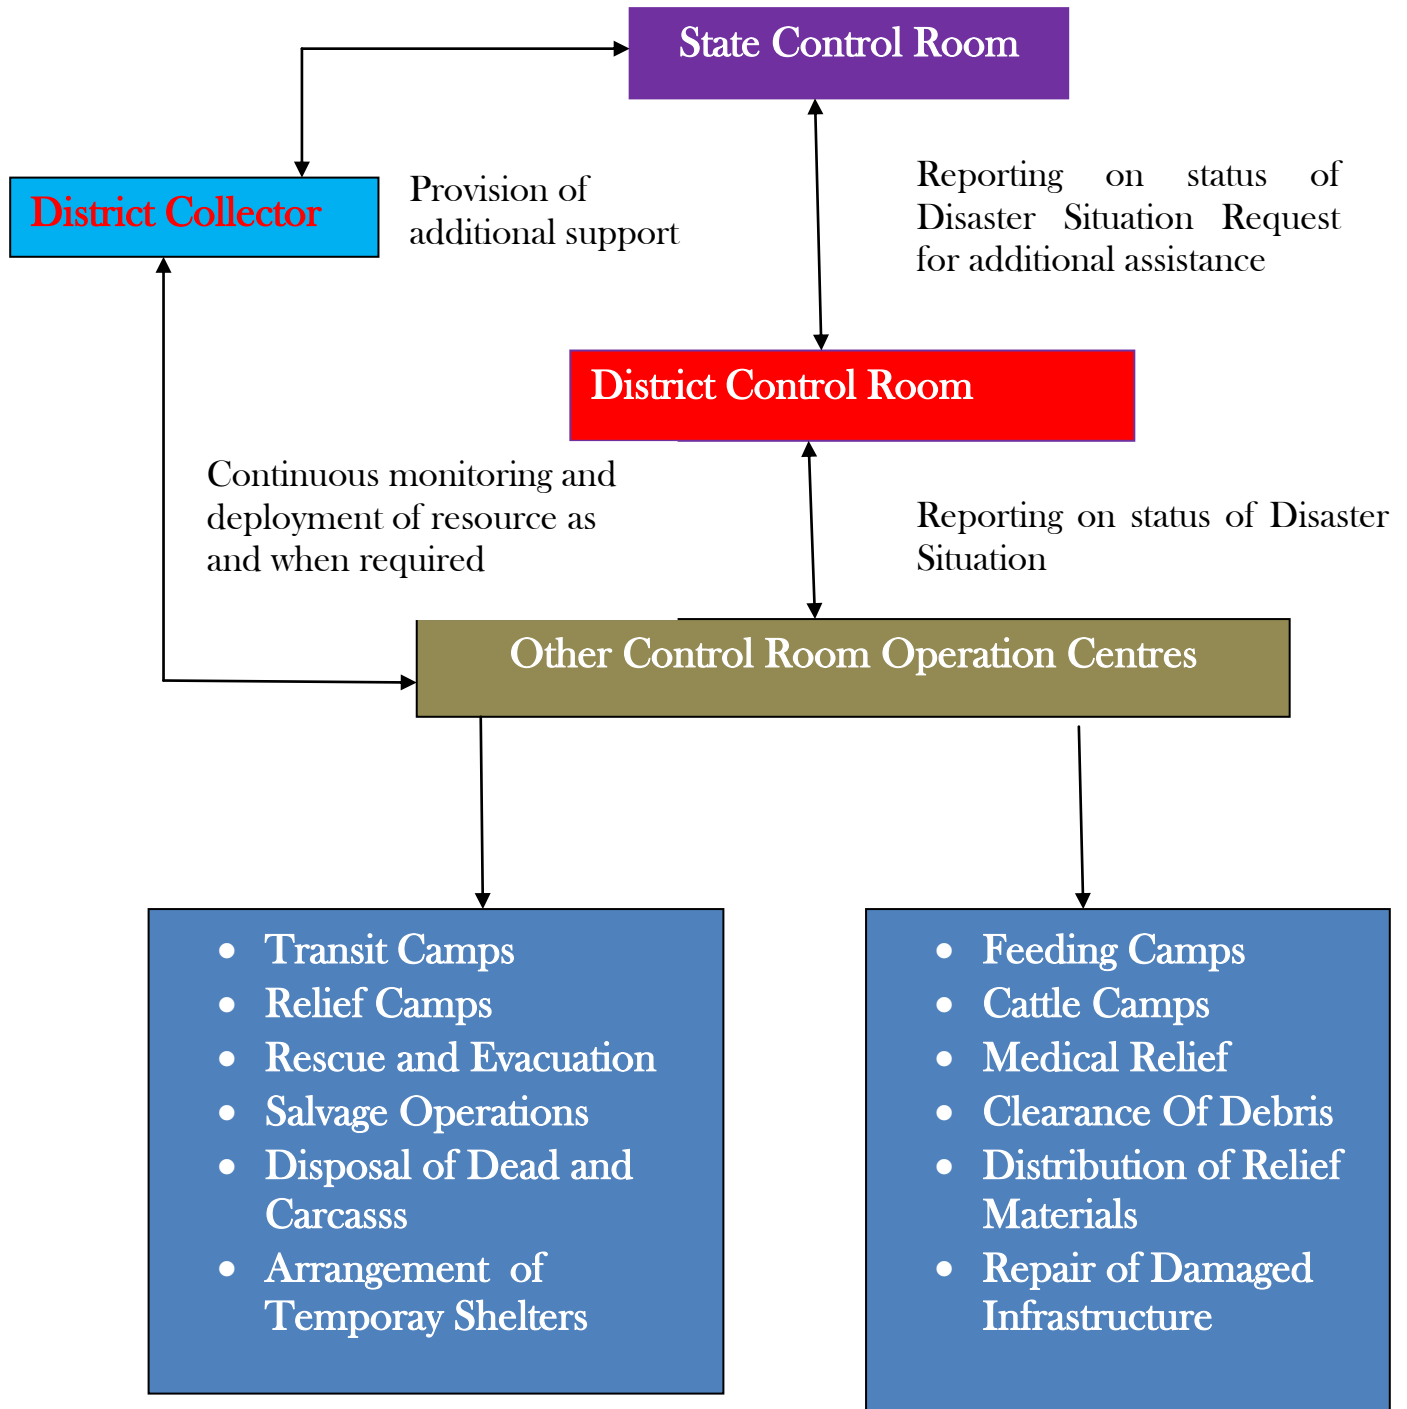 State Control Room
District Collector
Provision of
additional support
Reporting on status of
Disaster Situation Request
for additional assistance
District Control Room
Continuous monitoring and
deployment of resource as
and when required
Reporting on status of Disaster
Situation
Other Control Room Operation Centres
• Transit Camps
• Relief Camps
• Rescue and Evacuation
• Salvage Operations
• Disposal of Dead and
Carcasss
• Arrangement of
Temporay Shelters
• Feeding Camps
• Cattle Camps
• Medical Relief
• Clearance Of Debris
• Distribution of Relief
Materials
• Repair of Damaged
Infrastructure